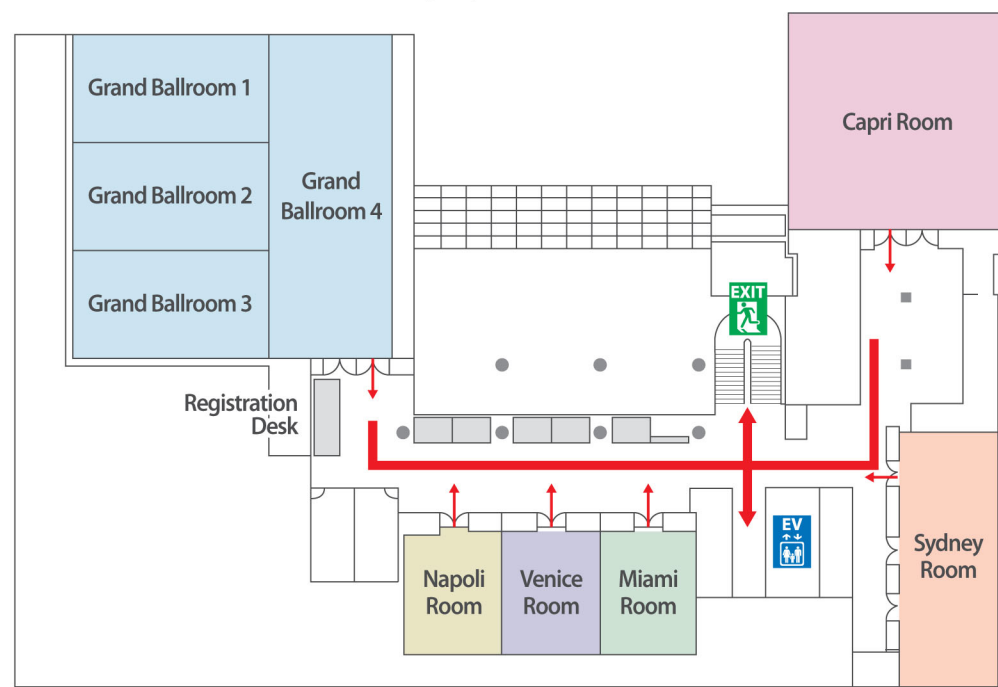 Grand Ballroom 1
Grand Ballroom 2
Grand Ballroom 3
Grand
Ballroom 4
Capri Room
EXIT
Registration
Desk
EV
Napoli
Room
Venice
Room
Miami
Room
Sydney
Room